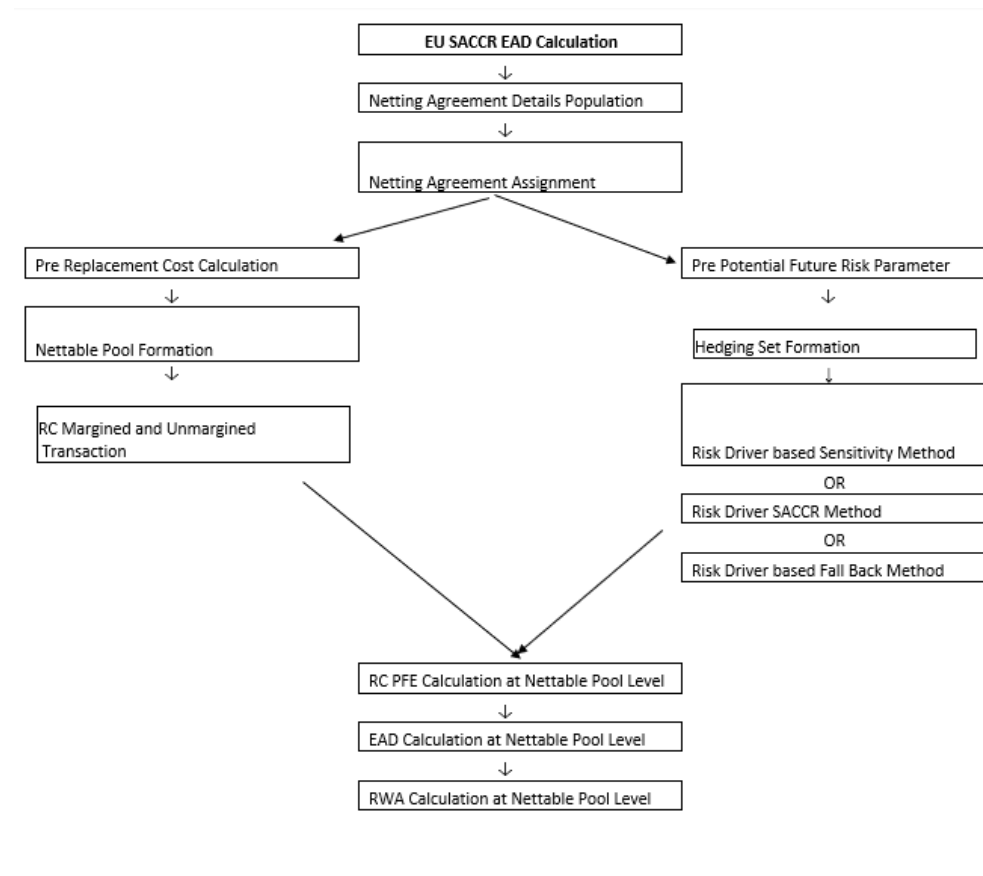 EU SACCR EAD Calculation
Netting Agreement Details Population
Netting Agreement Assignment
Pre Replacement Cost Calculation
Nettable Pool Formation
RC Margined and Unmargined
Transaction
Pre Potential Future Risk Parameter
Hedging Set Formation
Risk Driver based Sensitivity Method
OR
Risk Driver SACCR Method
OR
Risk Driver based Fall Back Method
RC PFE Calculation at Nettable Pool Level
EAD Calculation at Nettable Pool Level
RWA Calculation at Nettable Pool Level